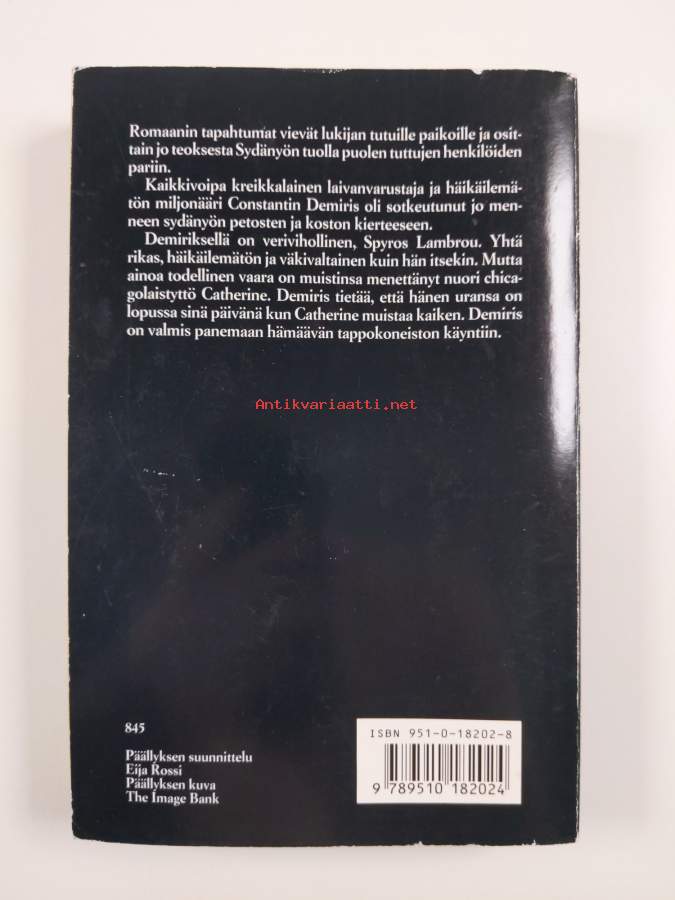 Romaanin tapahtumat vievät lukijan tutuille paikoille ja osit-
tain jo teoksesta Sydänyön tuolla puolen tuttujen henkilöiden
pariin.
Kaikkivoipa kreikkalainen laivanvarustaja ja häikäilemä-
tön miljonääri Constantin Demiris oli sotkeutunut jo men-
neen sydänyön petosten ja koston kierteeseen.
Demiriksellä on verivihollinen, Spyros Lambrou. Yhtä
rikas, häikäilemätön ja väkivaltainen kuin hän itsekin. Mutta
ainoa todellinen vaara on muistinsa menettänyt nuori chica-
golaistyttö Catherine. Demiris tietää, että hänen uransa on
lopussa sinä päivänä kun Catherine muistaa kaiken. Demiris
on valmis panemaan hämäävän tappokoneiston käyntiin.
Antikvariaatti.net
845
Päällyksen suunnittelu
Eija Rossi
Päällyksen kuva
The Image Bank
ISBN 951-0-18202-8
9 789510 182024